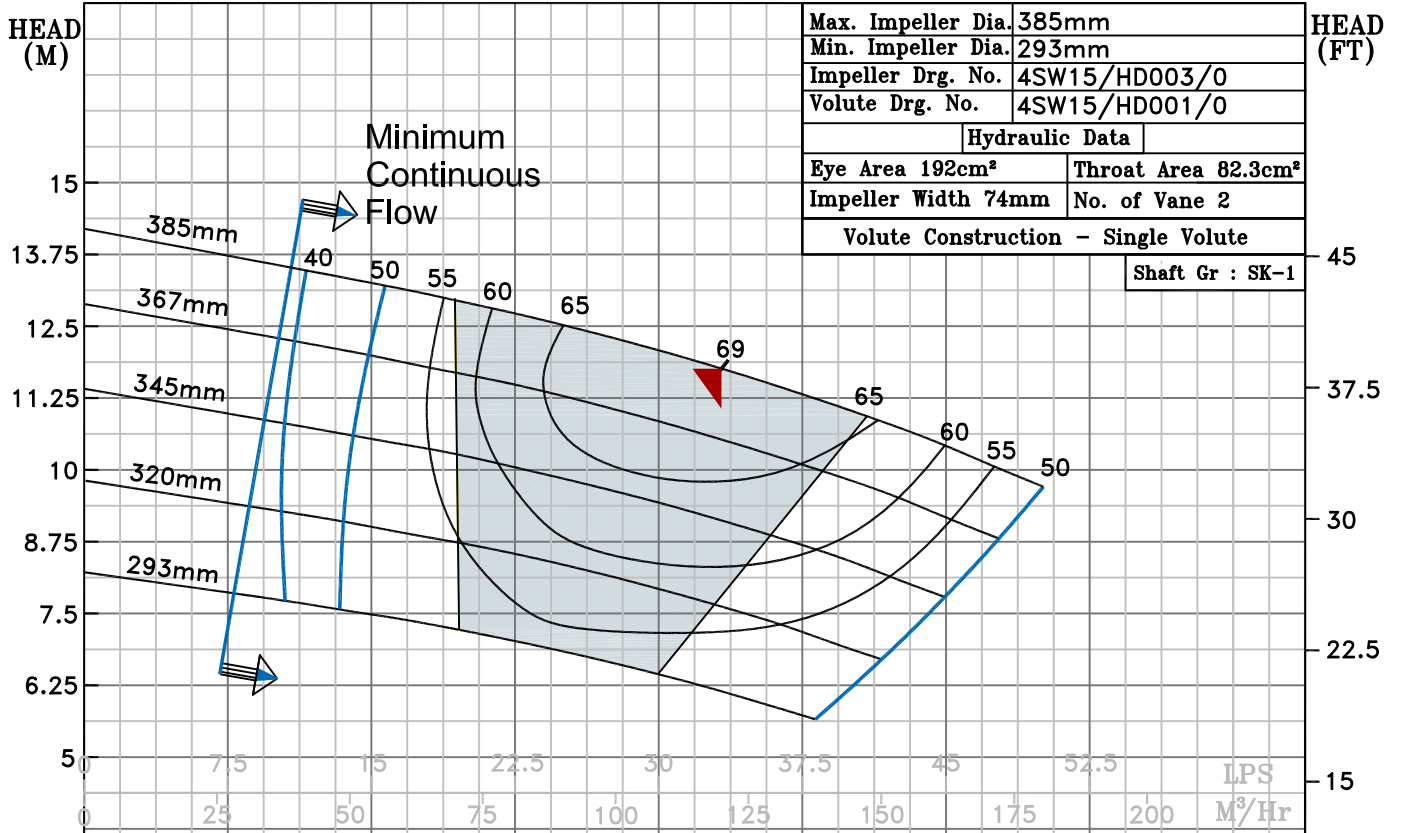 HEAD
(M)
HEAD
(FT)
Max. Impeller Dia. 385mm
Min. Impeller Dia. 293mm
Impeller Drg. No. 4SW15/HD003/0
Volute Drg. No. 4SW15/HD001/0
Hydraulic Data
Eye Area 192cm² Throat Area 82.3cm²
Impeller Width 74mm No. of Vane 2
Volute Construction - Single Volute
Shaft Gr : SK-1
Minimum
Continuous
Flow
15
13.75
12.5
11.25
10
8.75
7.5
6.25
5
385mm
367mm
345mm
320mm
293mm
40
50
55
60
65
69
65
60
55
50
45
37.5
30
22.5
15
0 7.5 15 22.5 30 37.5 45 52.5 LPS
0 25 50 75 100 125 150 175 200 M³/Hr